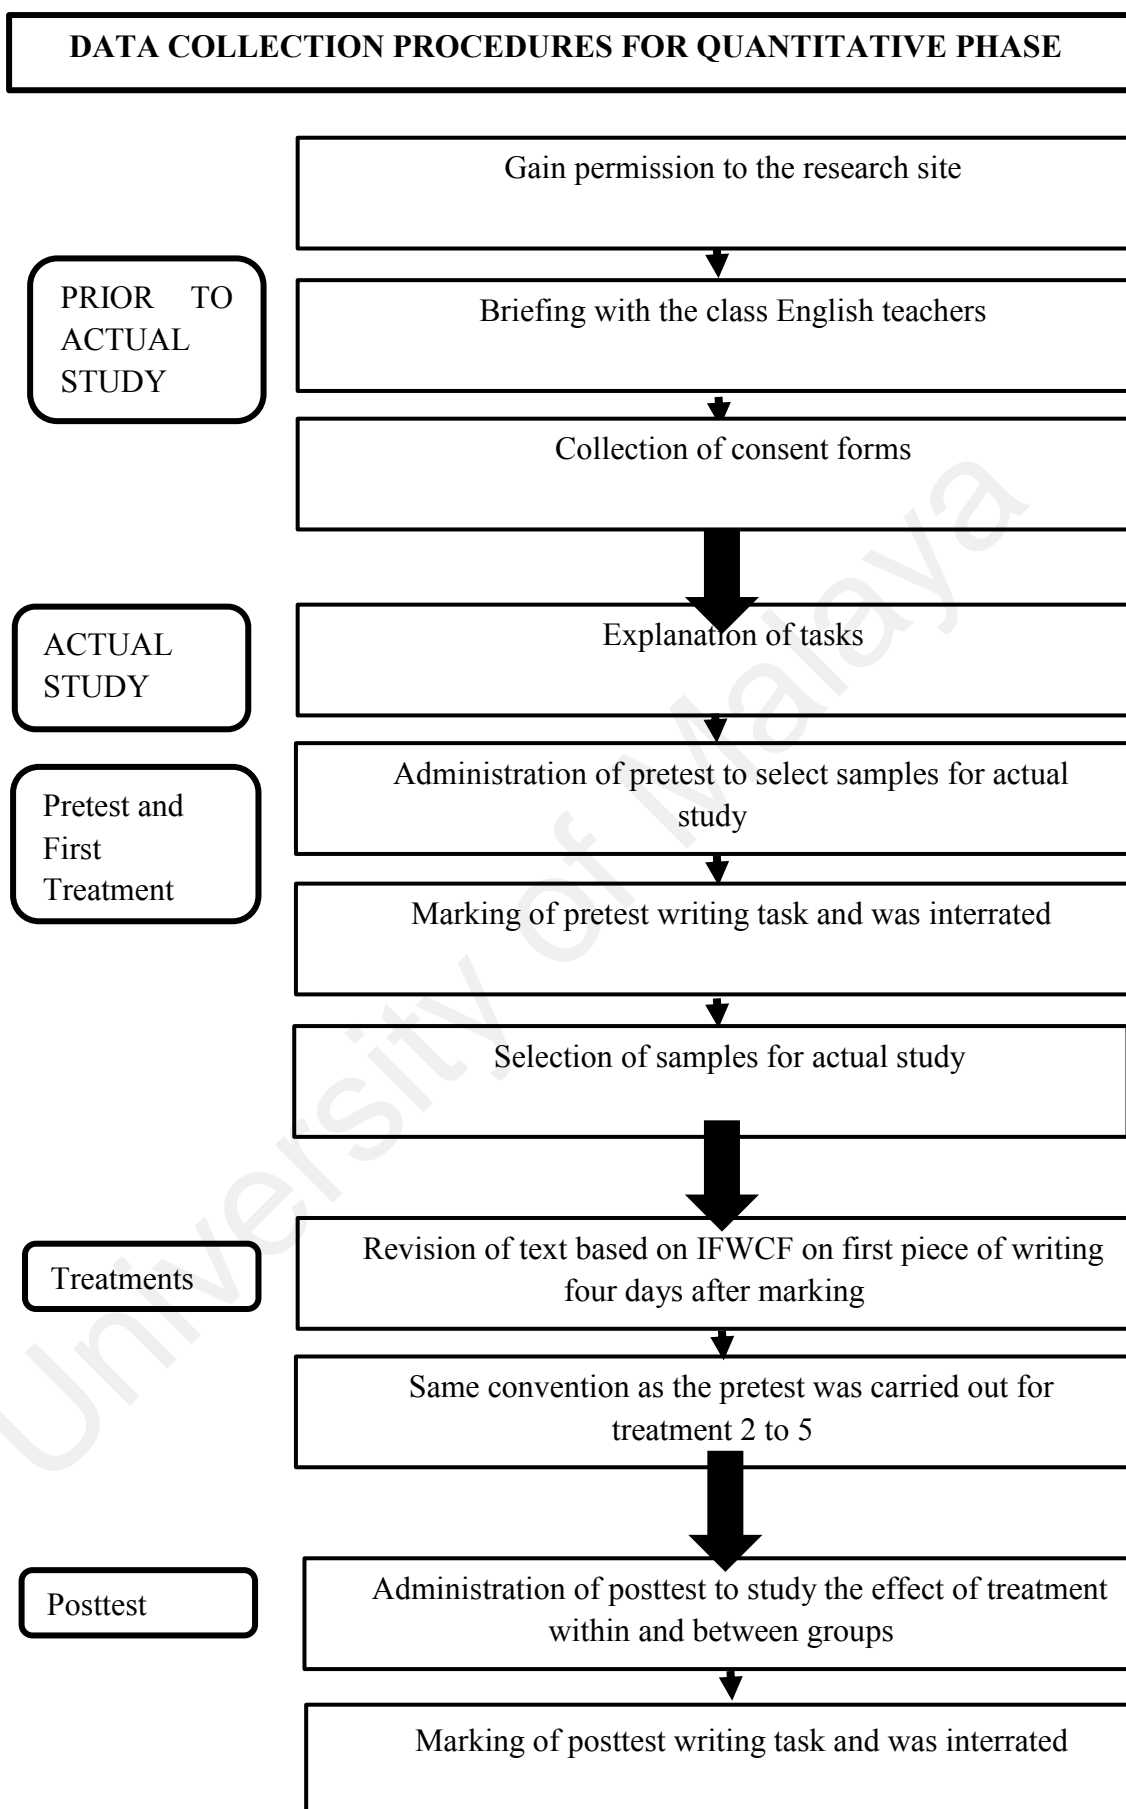 DATA COLLECTION PROCEDURES FOR QUANTITATIVE PHASE
Gain permission to the research site
PRIOR TO
ACTUAL
STUDY
Briefing with the class English teachers
Collection of consent forms
ACTUAL
STUDY
Explanation of tasks
Pretest and
First
Treatment
Administration of pretest to select samples for actual
study
Marking of pretest writing task and was interrated
Selection of samples for actual study
Treatments
Revision of text based on IFWCF on first piece of writing
four days after marking
Same convention as the pretest was carried out for
treatment 2 to 5
Posttest
Administration of posttest to study the effect of treatment
within and between groups
Marking of posttest writing task and was interrated
University of Malaya